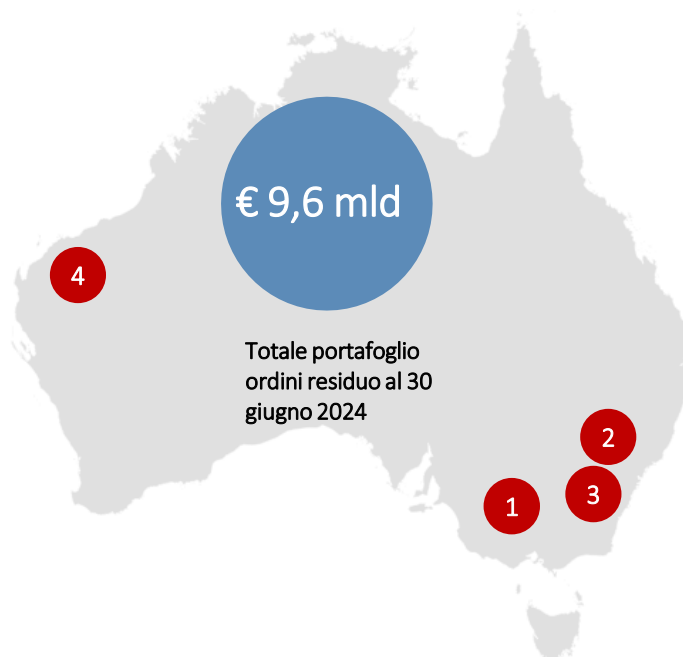 € 9,6 mld
4
Totale portafoglio
ordini residuo al 30
giugno 2024
2
3
1